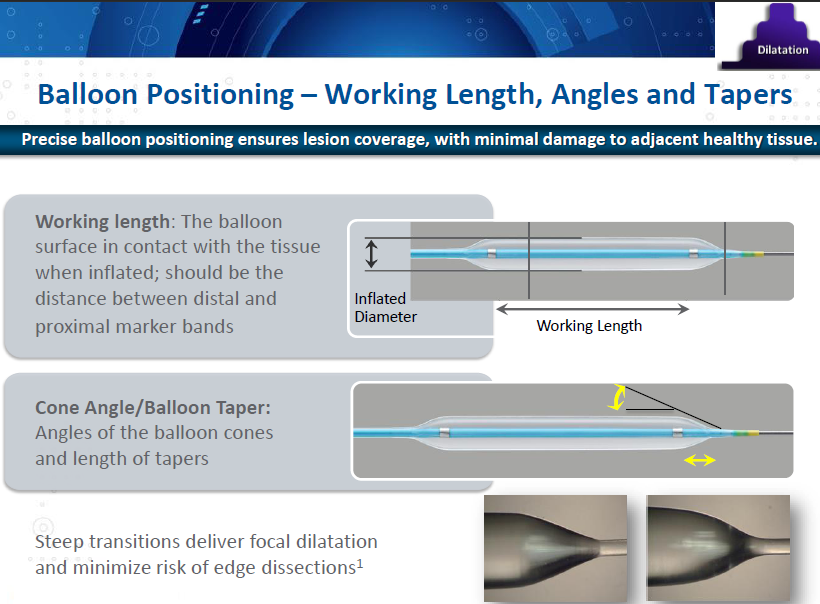 Dilatation
Balloon Positioning – Working Length, Angles and Tapers
Precise balloon positioning ensures lesion coverage, with minimal damage to adjacent healthy tissue.
Working length: The balloon
surface in contact with the tissue
when inflated; should be the
distance between distal and
proximal marker bands
Inflated
Diameter
Working Length
Cone Angle/Balloon Taper:
Angles of the balloon cones
and length of tapers
Steep transitions deliver focal dilatation
and minimize risk of edge dissections1